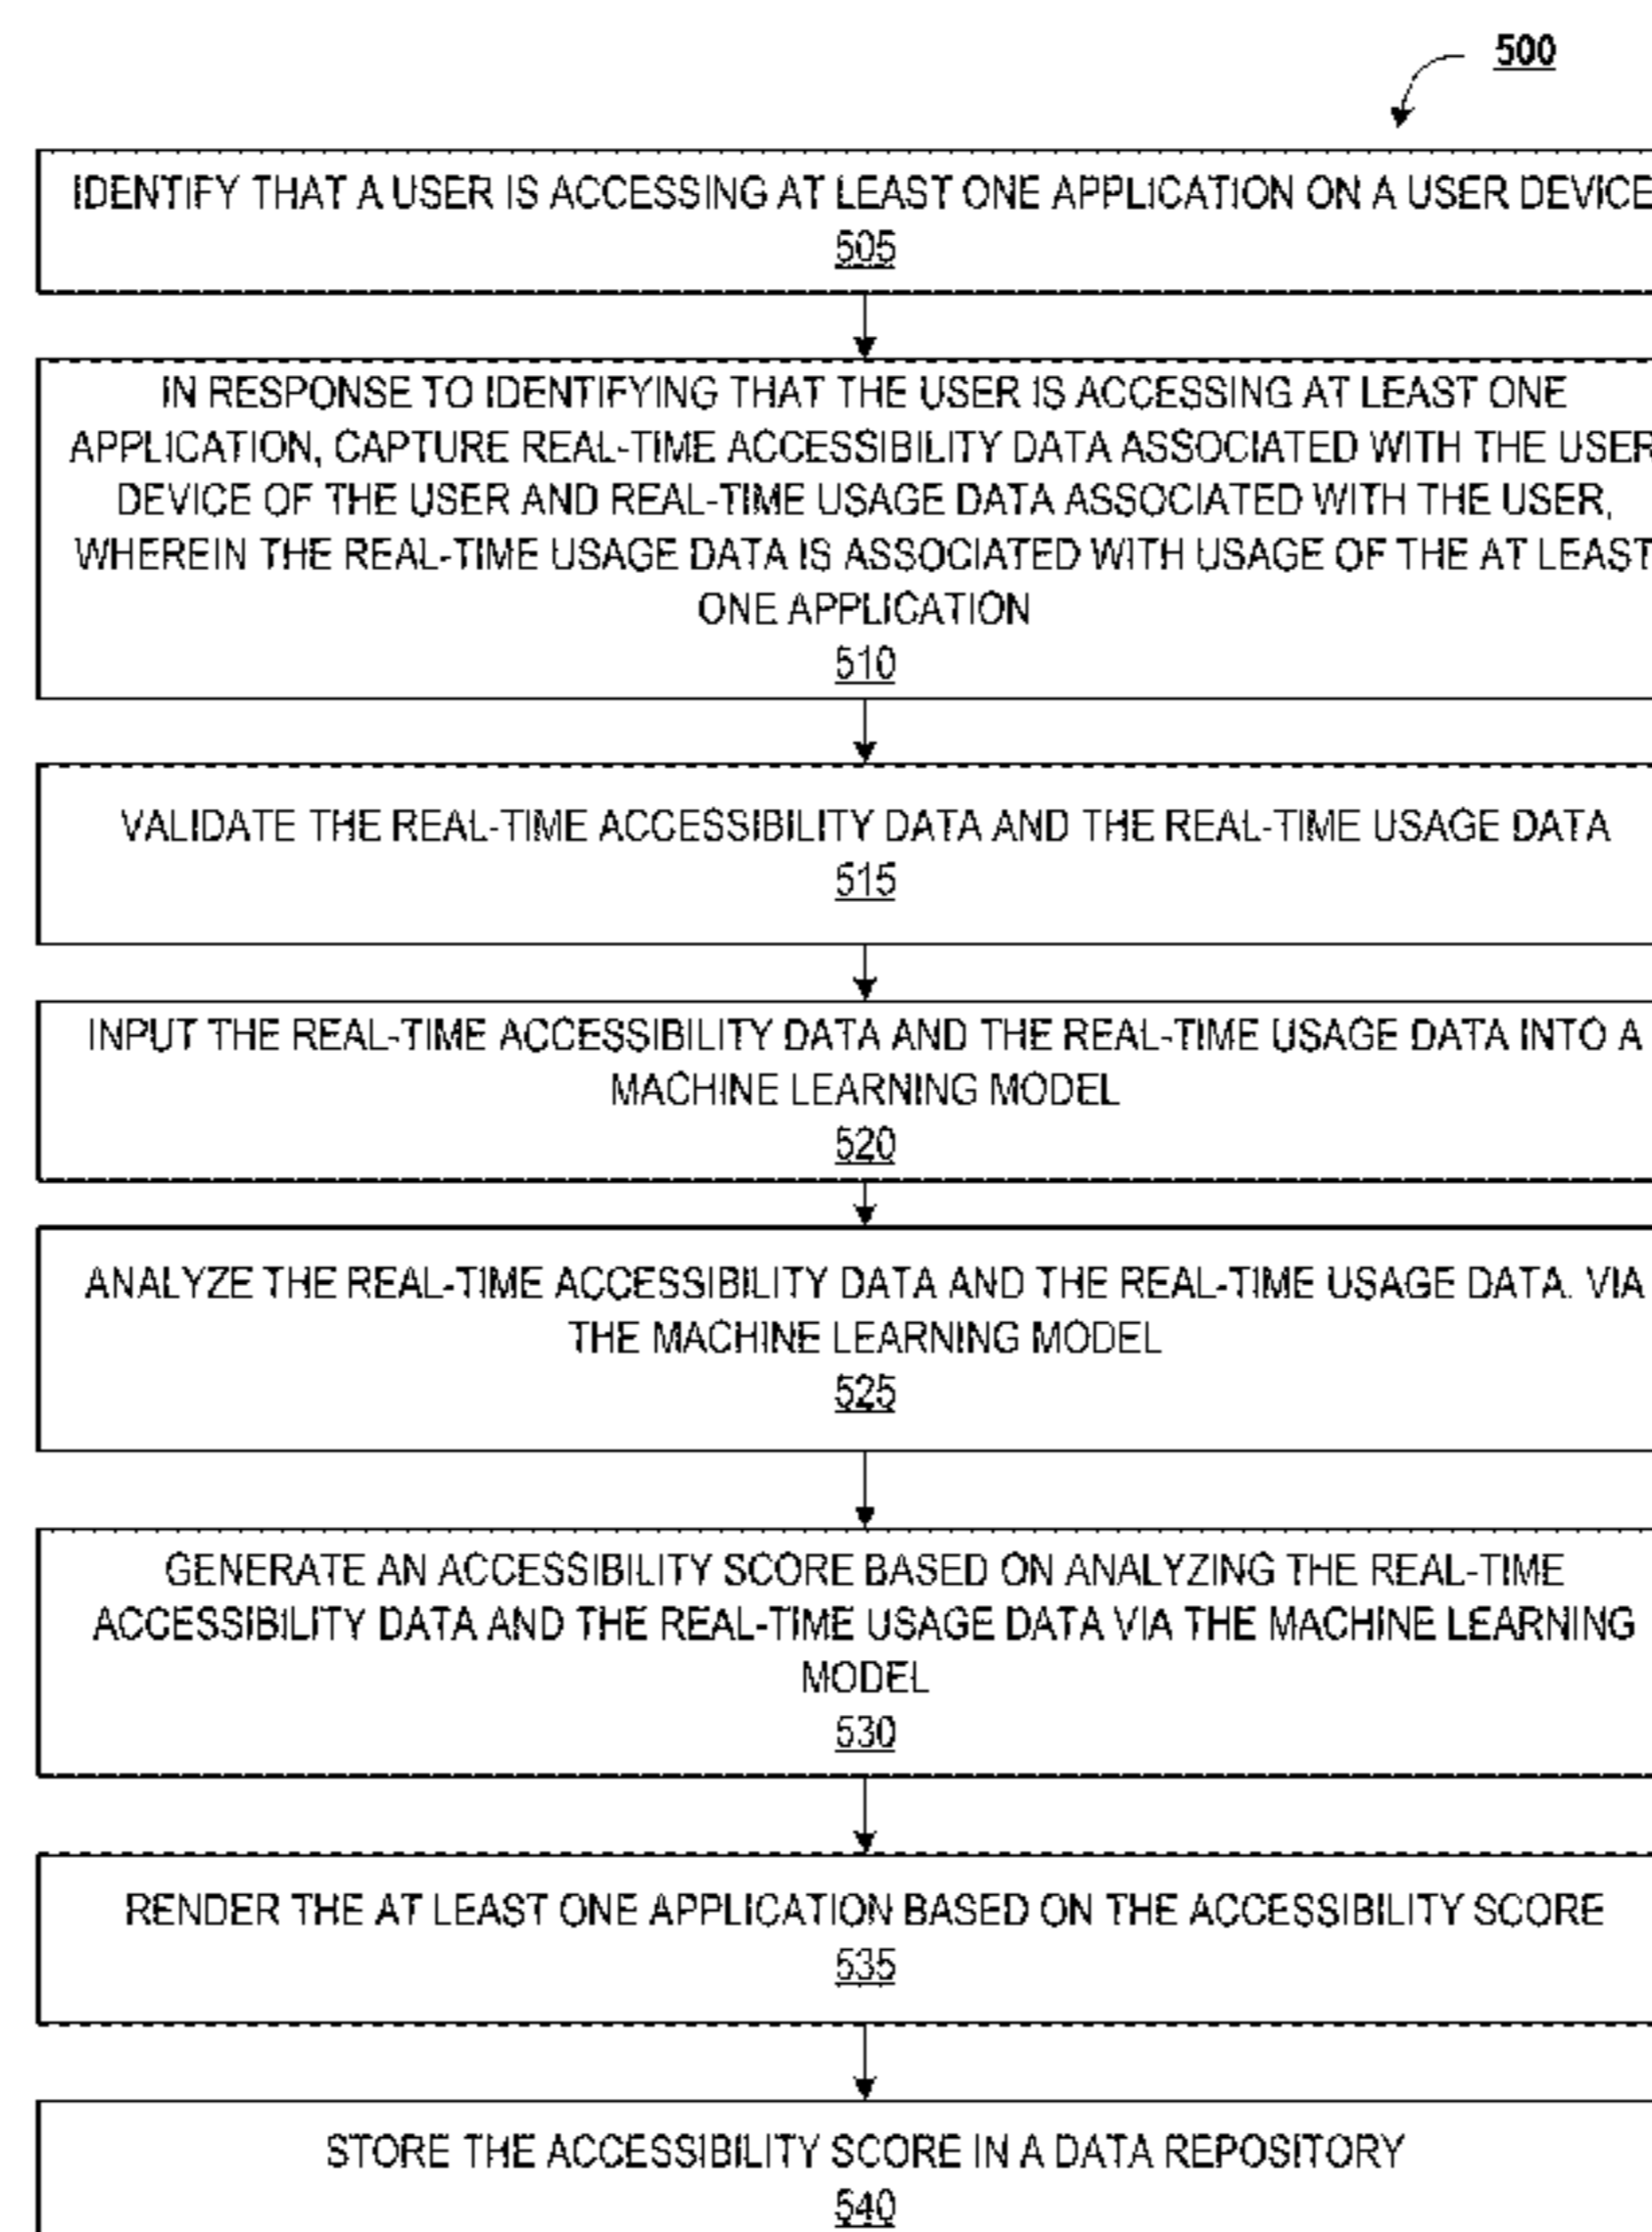 500
IDENTIFY THAT A USER IS ACCESSING AT LEAST ONE APPLICATION ON A USER DEVICE
505
IN RESPONSE TO IDENTIFYING THAT THE USER IS ACCESSING AT LEAST ONE
APPLICATION, CAPTURE REAL-TIME ACCESSIBILITY DATA ASSOCIATED WITH THE USER
DEVICE OF THE USER AND REAL-TIME USAGE DATA ASSOCIATED WITH THE USER,
WHEREIN THE REAL-TIME USAGE DATA IS ASSOCIATED WITH USAGE OF THE AT LEAST
ONE APPLICATION
510
VALIDATE THE REAL-TIME ACCESSIBILITY DATA AND THE REAL-TIME USAGE DATA
515
INPUT THE REAL-TIME ACCESSIBILITY DATA AND THE REAL-TIME USAGE DATA INTO A
MACHINE LEARNING MODEL
520
ANALYZE THE REAL-TIME ACCESSIBILITY DATA AND THE REAL-TIME USAGE DATA. VIA
THE MACHINE LEARNING MODEL
525
GENERATE AN ACCESSIBILITY SCORE BASED ON ANALYZING THE REAL-TIME
ACCESSIBILITY DATA AND THE REAL-TIME USAGE DATA VIA THE MACHINE LEARNING
MODEL
530
RENDER THE AT LEAST ONE APPLICATION BASED ON THE ACCESSIBILITY SCORE
535
STORE THE ACCESSIBILITY SCORE IN A DATA REPOSITORY
540